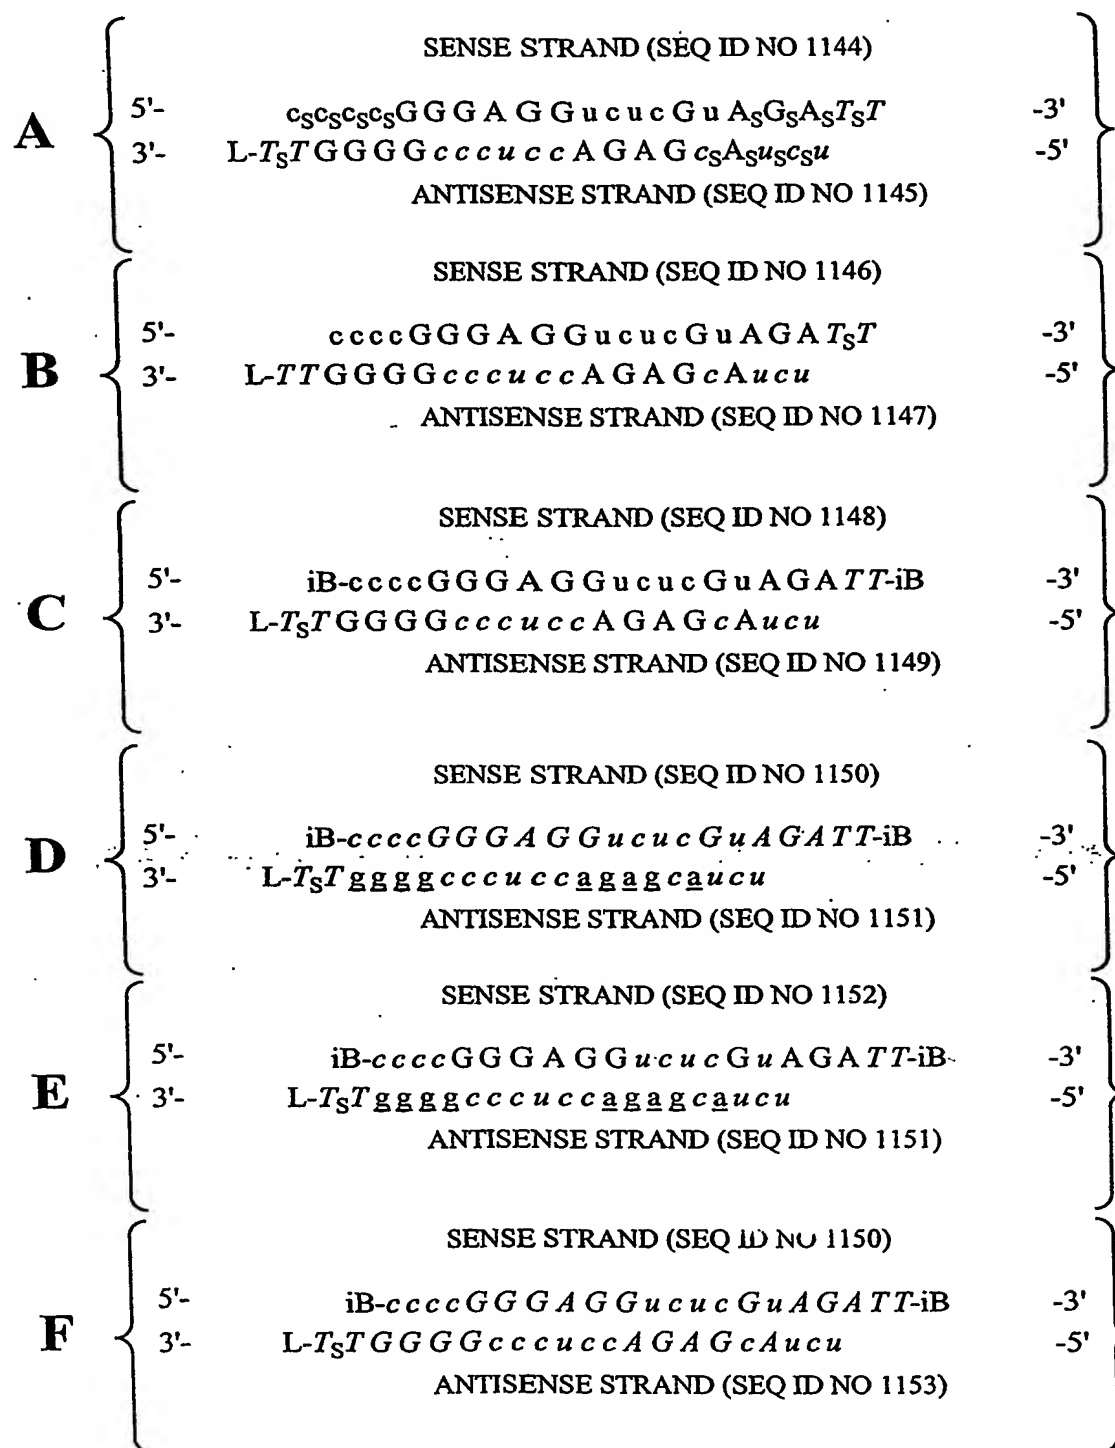 SENSE STRAND (SEQ ID NO 1144)
5'- cScScScSGGGAGGucucGuASGSASTST -3'
A
3'- L-TSTGGGGcccuccAGAGcSASuScSu -5'
ANTISENSE STRAND (SEQ ID NO 1145)
SENSE STRAND (SEQ ID NO 1146)
5'- ccccGGGAGGucucGuAGATST -3'
B
3'- L-TTGGGGcccuccAGAGcAucu -5'
ANTISENSE STRAND (SEQ ID NO 1147)
SENSE STRAND (SEQ ID NO 1148)
5'- iB-ccccGGGAGGucucGuAGATT-iB -3'
C
3'- L-TSTGGGGcccuccAGAGcAucu -5'
ANTISENSE STRAND (SEQ ID NO 1149)
SENSE STRAND (SEQ ID NO 1150)
5'- iB-ccccGGGAGGucucGuAGATT-iB -3'
D
3'- L-TSTggggcccuccagagcaucu -5'
ANTISENSE STRAND (SEQ ID NO 1151)
SENSE STRAND (SEQ ID NO 1152)
5'- iB-ccccGGGAGGucucGuAGATT-iB -3'
E
3'- L-TSTggggcccuccagagcaucu -5'
ANTISENSE STRAND (SEQ ID NO 1151)
SENSE STRAND (SEQ ID NO 1150)
5'- iB-ccccGGGAGGucucGuAGATT-iB -3'
F
3'- L-TSTGGGGcccuccAGAGcAucu -5'
ANTISENSE STRAND (SEQ ID NO 1153)